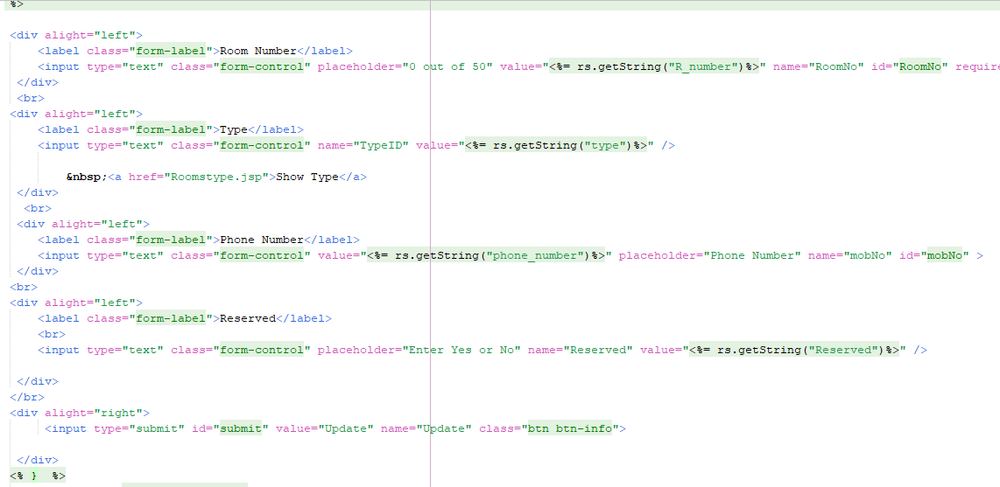 %>
<div alight="left">
<label class="form-label">Room Number</label>
<input type="text" class="form-control" placeholder="0 out of 50" value="<%= rs.getString("R_number")%>" name="RoomNo" id="RoomNo" require
</div>
<br>
<div alight="left">
<label class="form-label">Type</label>
<input type="text" class="form-control" name="TypeID" value="<%= rs.getString("type")%>" />
&nbsp;<a href="Roomstype.jsp">Show Type</a>
</div>
<br>
<div alight="left">
<label class="form-label">Phone Number</label>
<input type="text" class="form-control" value="<%= rs.getString("phone_number")%>" placeholder="Phone Number" name="mobNo" id="mobNo" >
</div>
<br>
<div alight="left">
<label class="form-label">Reserved</label>
<br>
<input type="text" class="form-control" placeholder="Enter Yes or No" name="Reserved" value="<%= rs.getString("Reserved")%>" />
</div>
</br>
<div alight="right">
<input type="submit" id="submit" value="Update" name="Update" class="btn btn-info">
</div>
<% }  %>